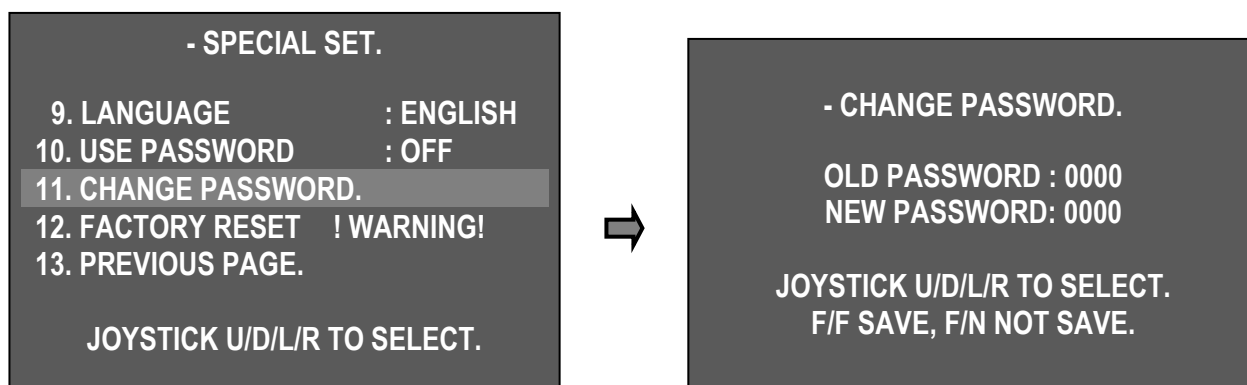 - SPECIAL SET.
9. LANGUAGE : ENGLISH
10. USE PASSWORD : OFF
11. CHANGE PASSWORD.
12. FACTORY RESET ! WARNING!
13. PREVIOUS PAGE.
JOYSTICK U/D/L/R TO SELECT.
- CHANGE PASSWORD.
OLD PASSWORD : 0000
NEW PASSWORD: 0000
JOYSTICK U/D/L/R TO SELECT.
F/F SAVE, F/N NOT SAVE.